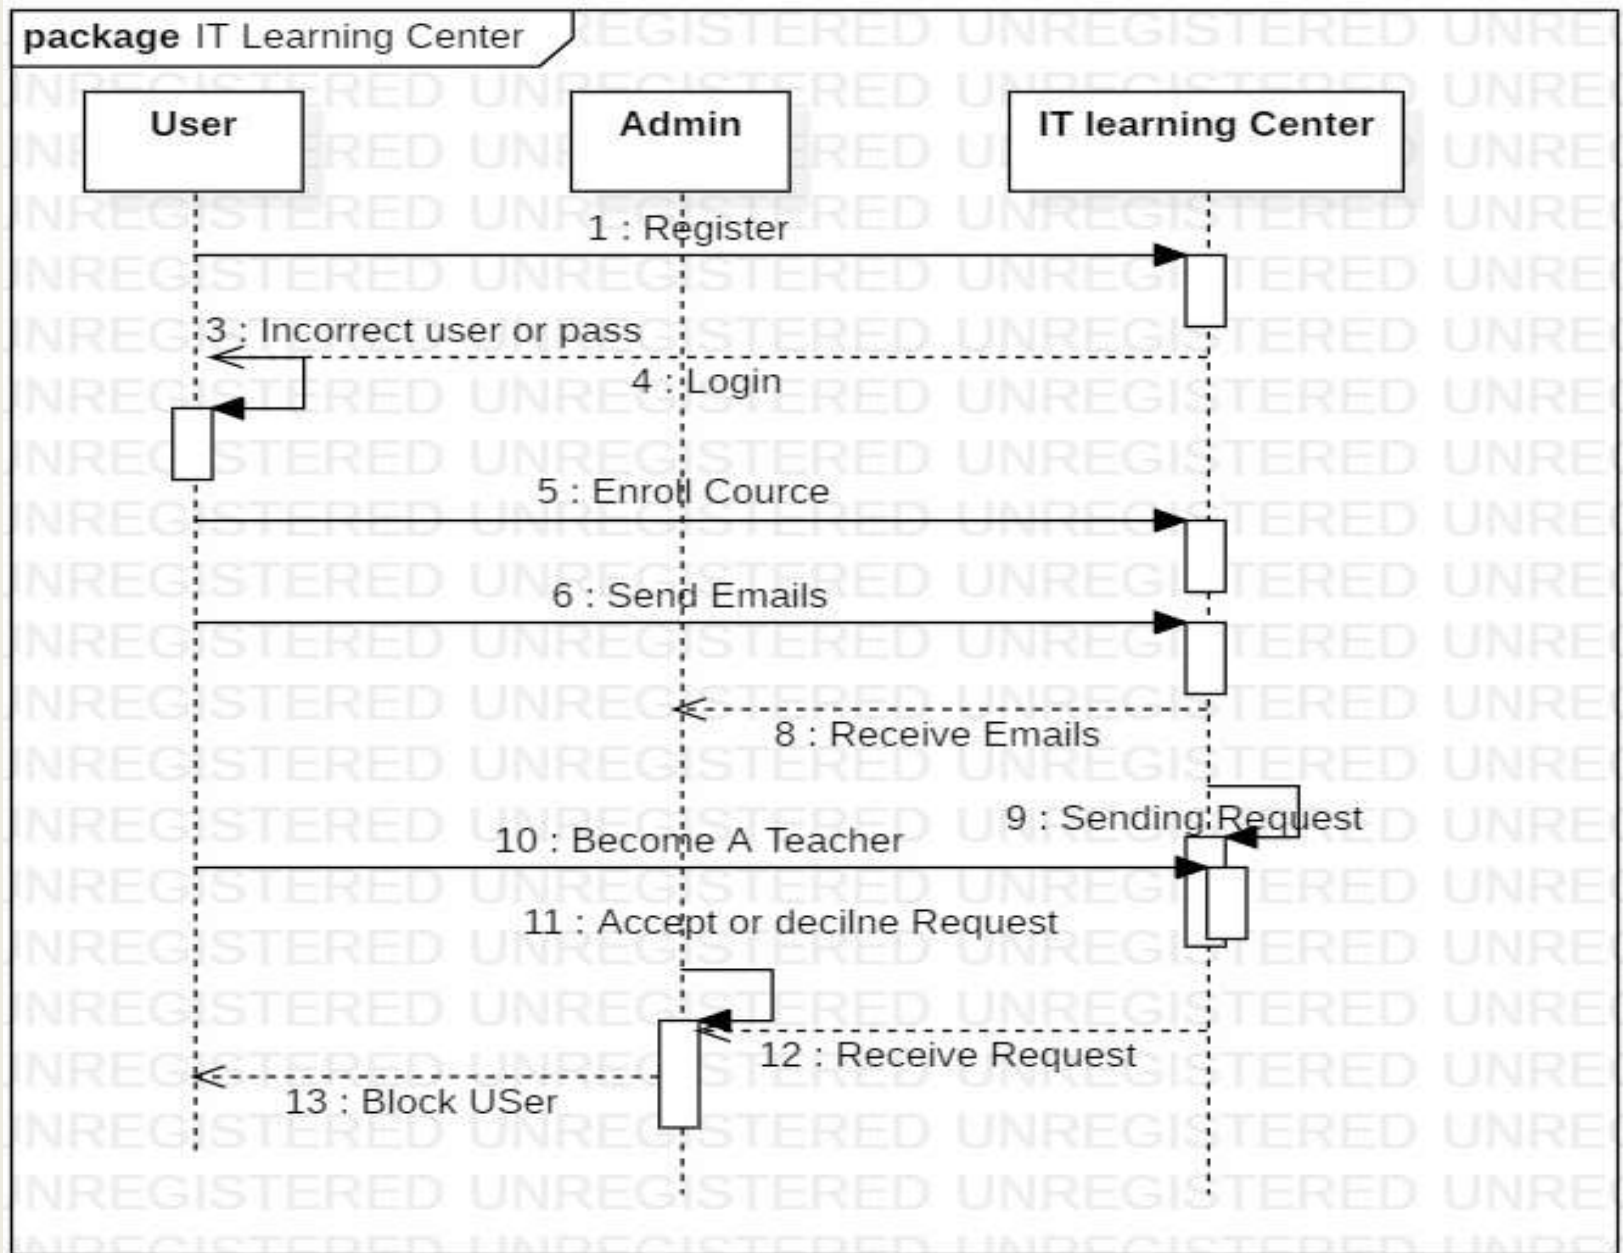 package IT Learning Center
User
Admin
IT learning Center
1 : Register
3 : Incorrect user or pass
4 : Login
5 : Enroll Cource
6 : Send Emails
8 : Receive Emails
9 : Sending Request
10 : Become A Teacher
11 : Accept or decilne Request
12 : Receive Request
13 : Block USer
UNREGISTERED